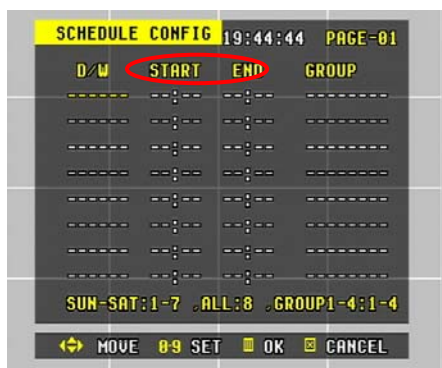 SCHEDULE CONFIG 19:44:44 PAGE-01
D/W START END GROUP
------ --:-- --:-- --------
------ --:-- --:-- --------
------ --:-- --:-- --------
------ --:-- --:-- --------
------ --:-- --:-- --------
------ --:-- --:-- --------
------ --:-- --:-- --------
------ --:-- --:-- --------
SUN-SAT:1-7 ,ALL:8 ,GROUP1-4:1-4
MOVE 0-9 SET OK CANCEL